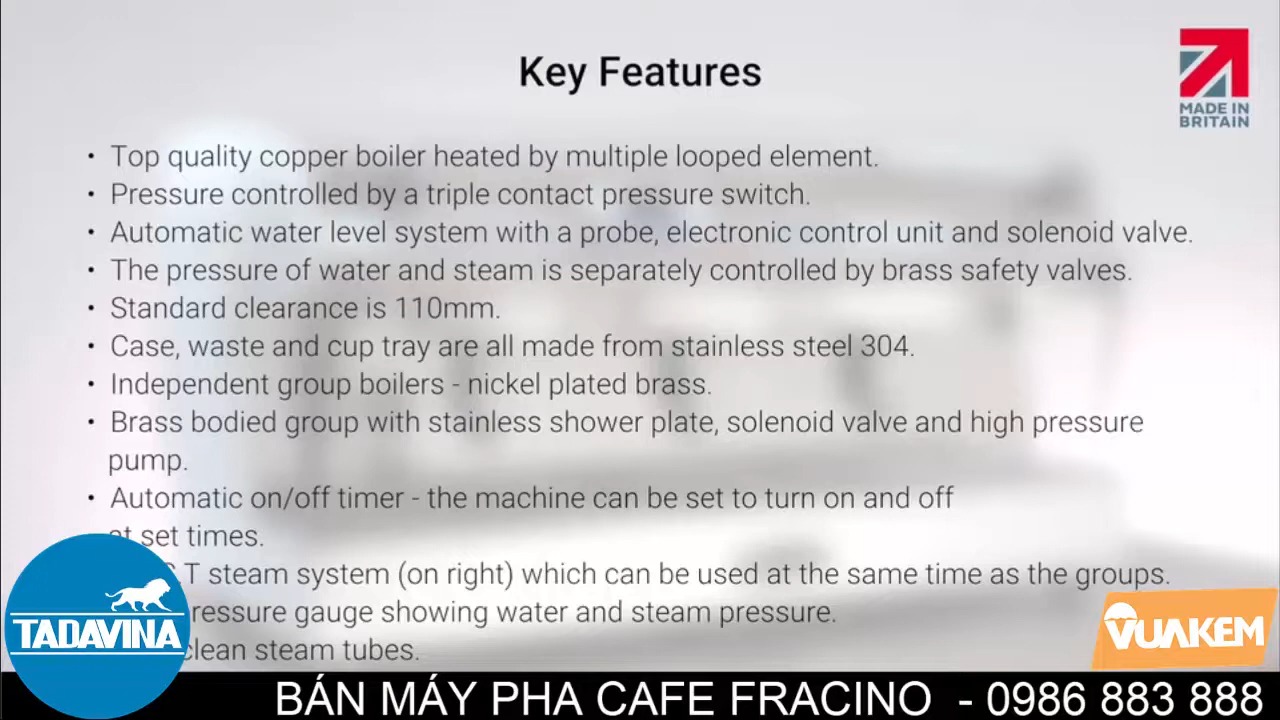 Key Features
MADE IN
BRITAIN
• Top quality copper boiler heated by multiple looped element.
• Pressure controlled by a triple contact pressure switch.
• Automatic water level system with a probe, electronic control unit and solenoid valve.
• The pressure of water and steam is separately controlled by brass safety valves.
• Standard clearance is 110mm.
• Case, waste and cup tray are all made from stainless steel 304.
• Independent group boilers - nickel plated brass.
• Brass bodied group with stainless shower plate, solenoid valve and high pressure
pump.
• Automatic on/off timer - the machine can be set to turn on and off
at set times.
.T steam system (on right) which can be used at the same time as the groups.
ressure gauge showing water and steam pressure.
clean steam tubes.
TADAVINA
VUAKEM
BÁN MÁY PHA CAFE FRACINO - 0986 883 888